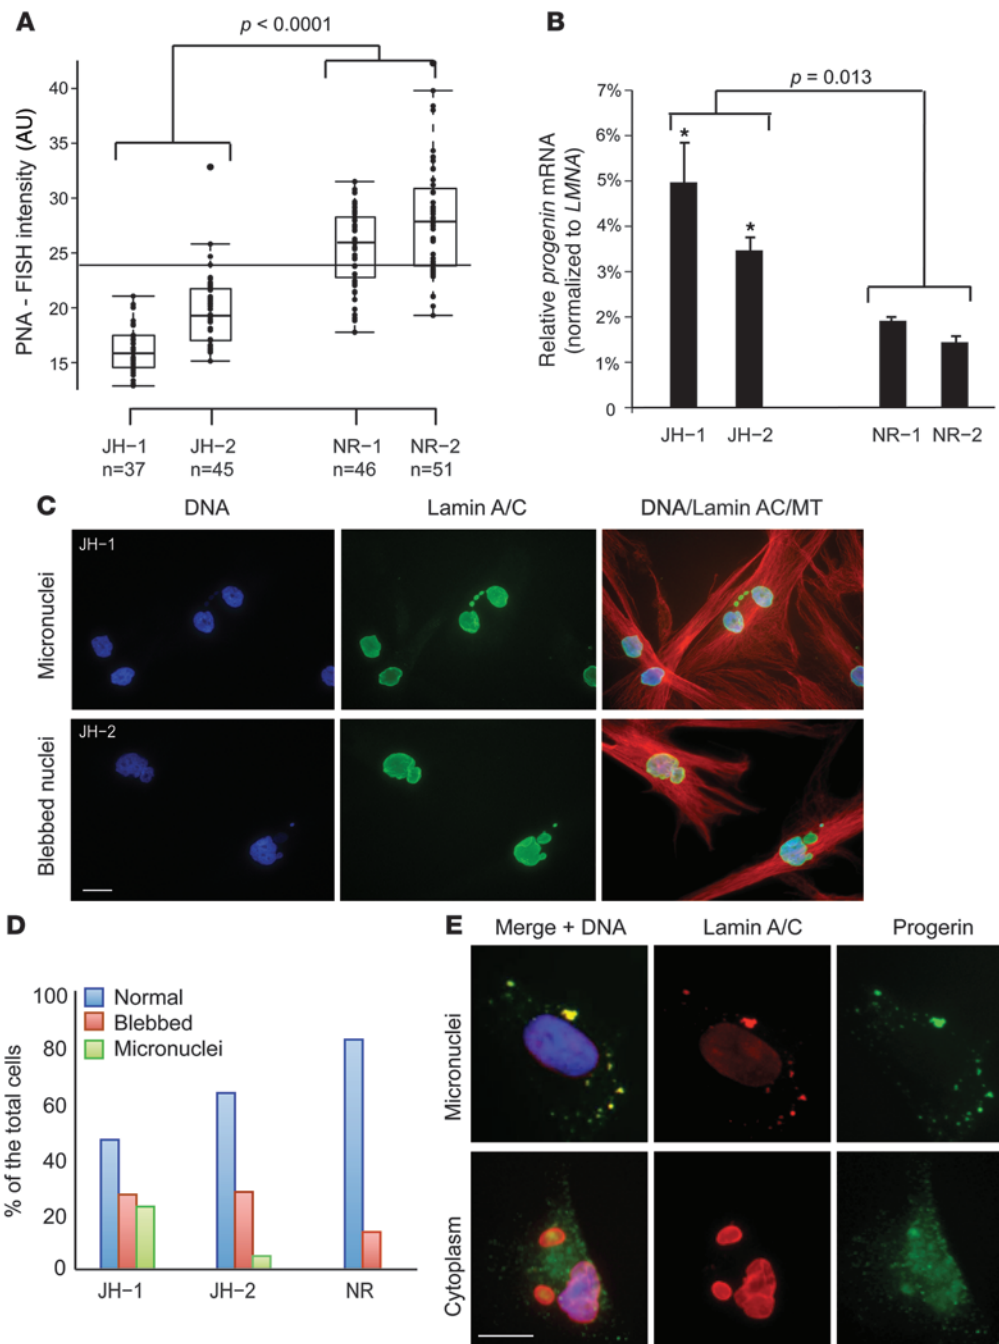 A
p < 0.0001
PNA - FISH intensity (AU)
40
35
30
25
20
15
JH-1
n=37
JH-2
n=45
NR-1
n=46
NR-2
n=51
B
p = 0.013
Relative progenin mRNA
(normalized to LMNA)
7%
6%
5%
4%
3%
2%
1%
0
*
*
JH-1
JH-2
NR-1
NR-2
C
DNA
Lamin A/C
DNA/Lamin AC/MT
Micronuclei
JH-1
Blebbed nuclei
JH-2
D
% of the total cells
100
80
60
40
20
0
Normal
Blebbed
Micronuclei
JH-1
JH-2
NR
E
Merge + DNA
Lamin A/C
Progerin
Micronuclei
Cytoplasm